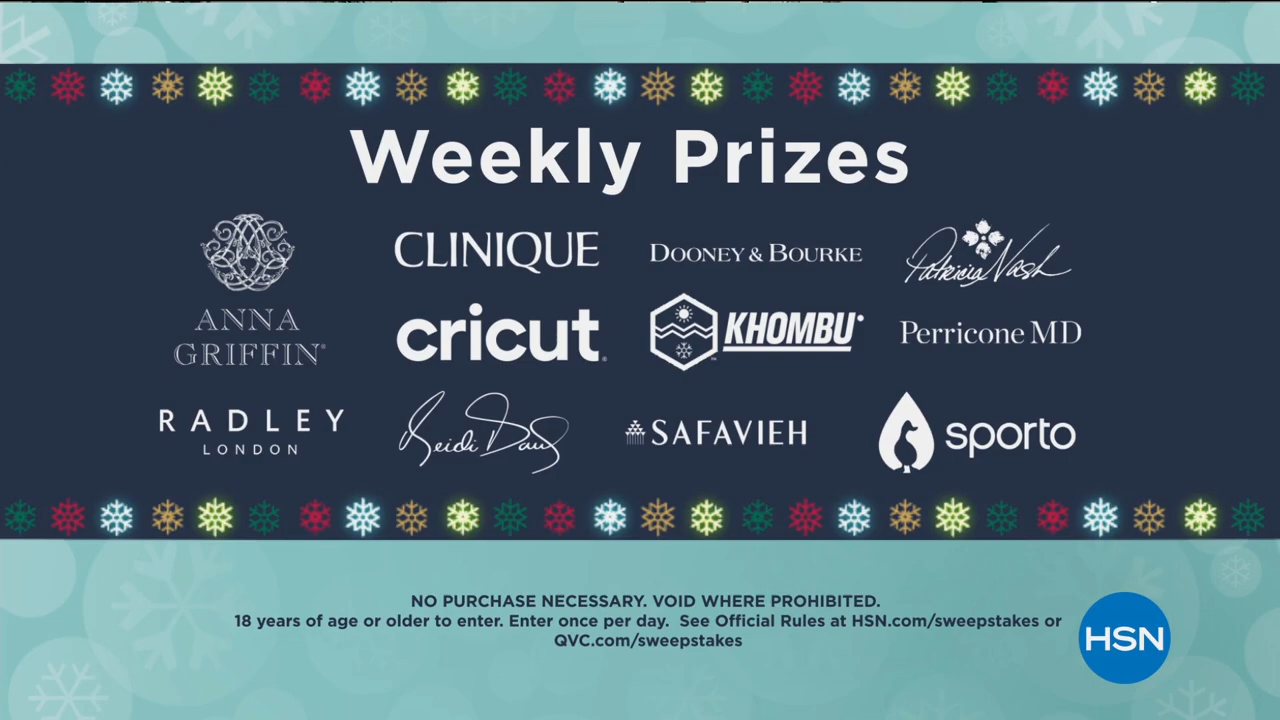 Weekly Prizes
CLINIQUE
DOONEY & BOURKE
Patricia Nash
ANNA
GRIFFIN®
cricut®
KHOMBU
Perricone MD
RADLEY
LONDON
Heidi Daus
SAFAVIEH
sporto
NO PURCHASE NECESSARY. VOID WHERE PROHIBITED.
18 years of age or older to enter. Enter once per day. See Official Rules at HSN.com/sweepstakes or
QVC.com/sweepstakes
HSN